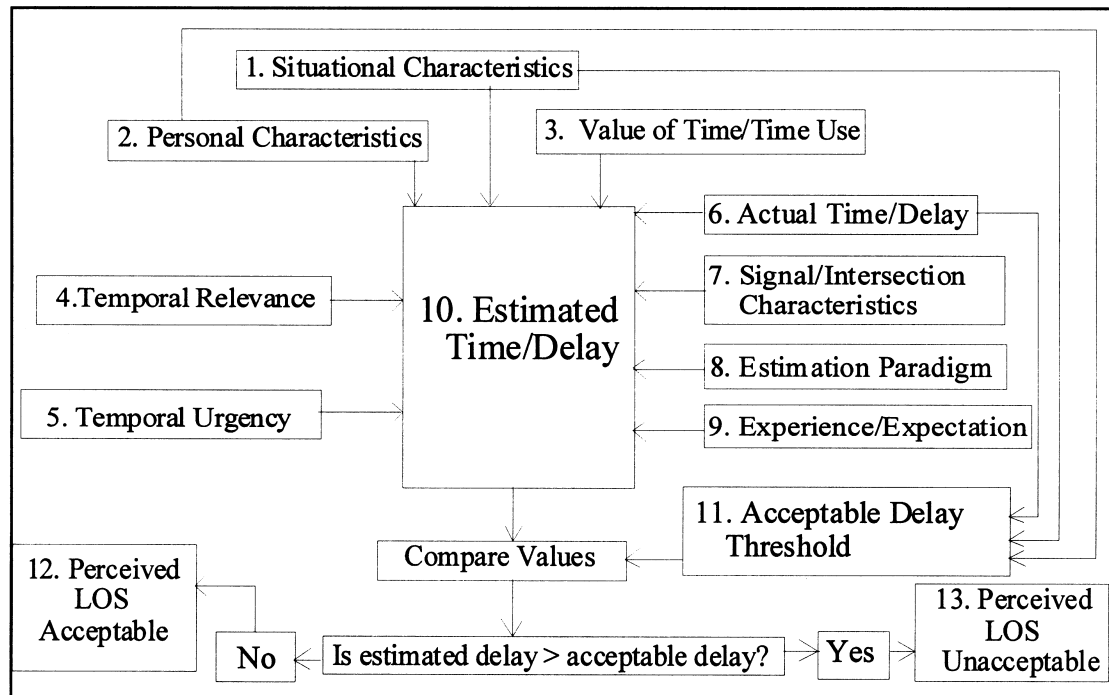 1. Situational Characteristics
2. Personal Characteristics
3. Value of Time/Time Use
4.Temporal Relevance
5. Temporal Urgency
6. Actual Time/Delay
7. Signal/Intersection
Characteristics
8. Estimation Paradigm
9. Experience/Expectation
10. Estimated
Time/Delay
11. Acceptable Delay
Threshold
Compare Values
12. Perceived
LOS
Acceptable
No
Is estimated delay > acceptable delay?
Yes
13. Perceived
LOS
Unacceptable